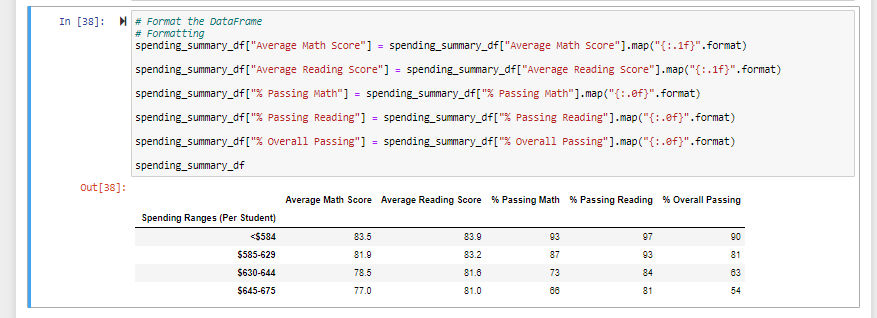 In [38]:
# Format the DataFrame
# Formatting
spending_summary_df["Average Math Score"] = spending_summary_df["Average Math Score"].map("{:.1f}".format)
spending_summary_df["Average Reading Score"] = spending_summary_df["Average Reading Score"].map("{:.1f}".format)
spending_summary_df["% Passing Math"] = spending_summary_df["% Passing Math"].map("{:.0f}".format)
spending_summary_df["% Passing Reading"] = spending_summary_df["% Passing Reading"].map("{:.0f}".format)
spending_summary_df["% Overall Passing"] = spending_summary_df["% Overall Passing"].map("{:.0f}".format)
spending_summary_df
Out[38]:
Average Math Score Average Reading Score % Passing Math % Passing Reading % Overall Passing
Spending Ranges (Per Student)
<$584 83.5 83.9 93 97 90
$585-629 81.9 83.2 87 93 81
$630-644 78.5 81.6 73 84 63
$645-675 77.0 81.0 66 81 54